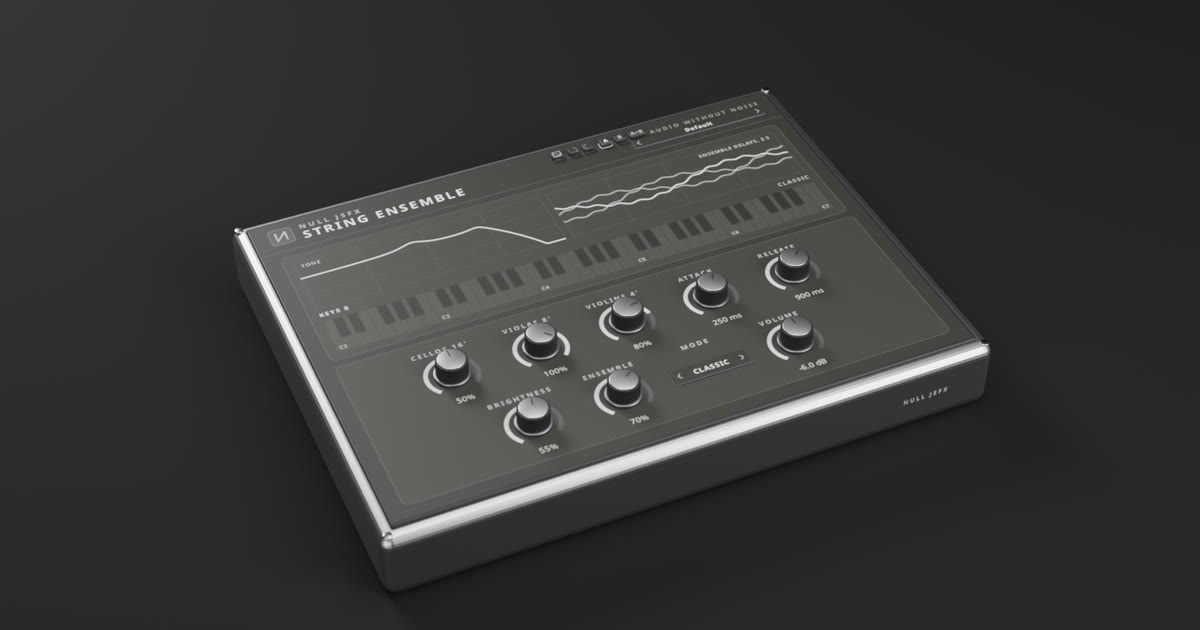 NULL JSFX
STRING ENSEMBLE
AUDIO WITHOUT NOISE
Default
TONE
ENSEMBLE DELAYS, 2 S
CLASSIC
KEYS 0
C2
C3
C4
C5
C6
C7
CELLOS 16'
50%
VIOLAS 8'
100%
VIOLINS 4'
80%
ATTACK
250 ms
RELEASE
900 ms
BRIGHTNESS
55%
ENSEMBLE
70%
MODE
CLASSIC
VOLUME
-6.0 dB
NULL JSFX